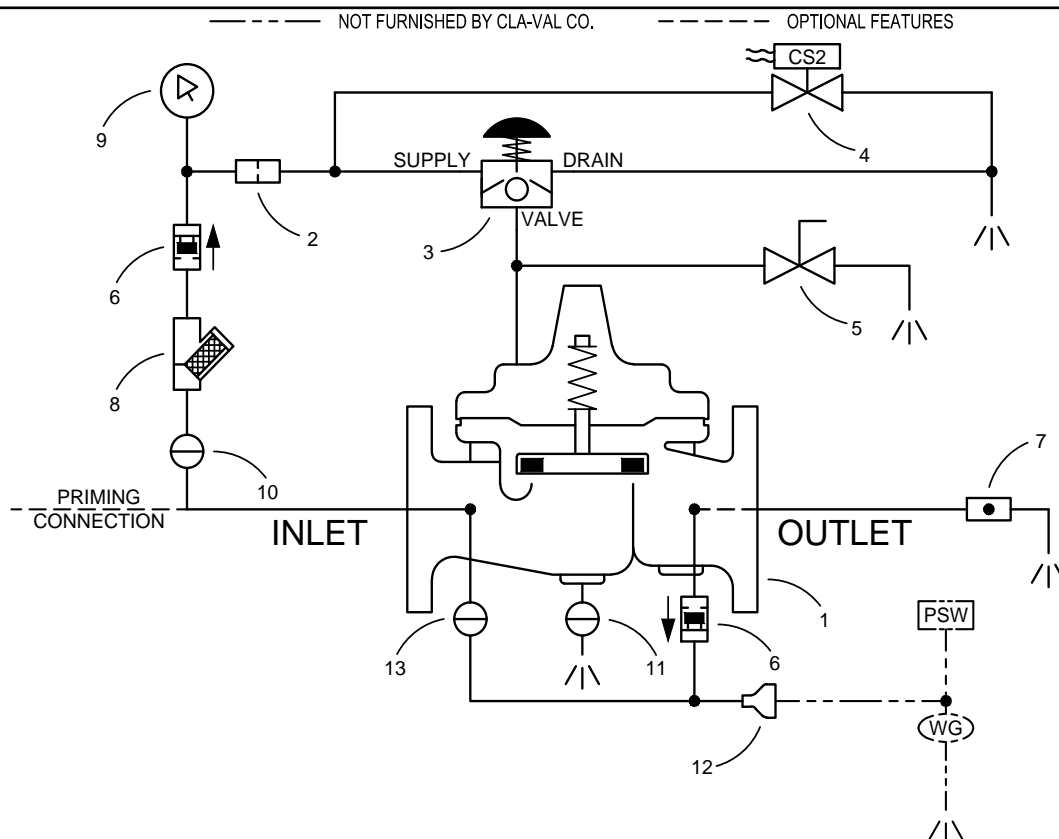 NOT FURNISHED BY CLA-VAL CO.
OPTIONAL FEATURES
CS2
9
4
SUPPLY
DRAIN
2
VALVE
3
6
5
8
10
7
PRIMING
CONNECTION
INLET
OUTLET
1
PSW
13
11
6
WG
12